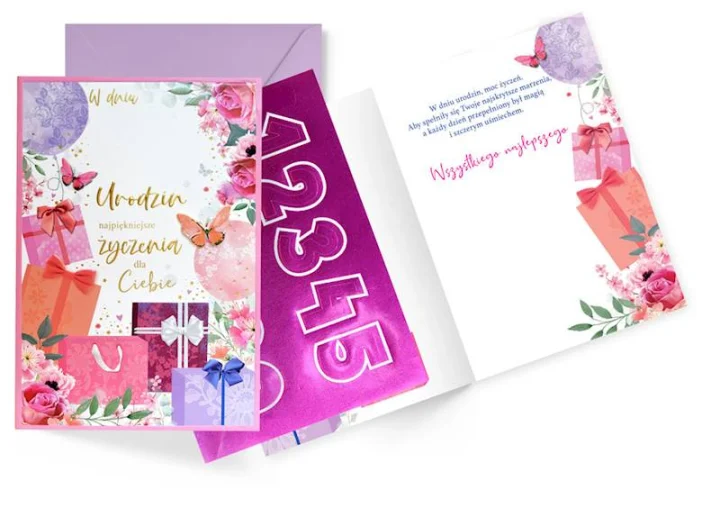 W dniu
Urodzin
najpiękniejsze
życzenia
dla
Ciebie
12345
W dniu urodzin, moc życzeń.
Aby spełniły się Twoje najskrytsze marzenia,
a każdy dzień przepełniony był magią
i szczerym uśmiechem.
Wszystkiego najlepszego